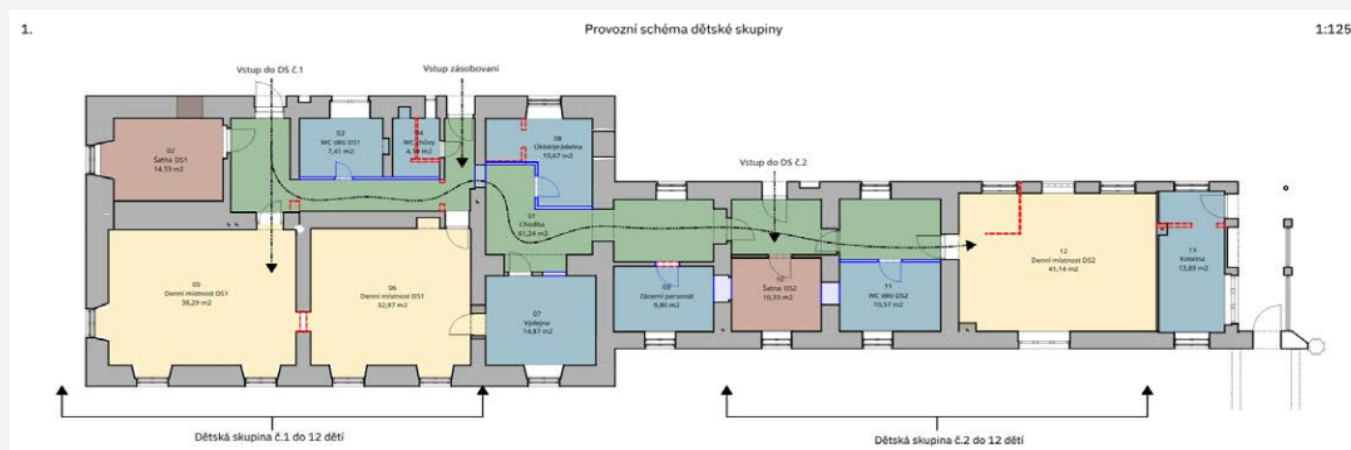 1.
Provozní schéma dětské skupiny
1:125
Vstup do DS č.1
Vstup zásobovaní
02
Šatna DS1
14,33 m2
03
WC děti DS1
7,41 m2
04
WC
08
Úklid/prádelna
10,67 m2
Vstup do DS č.2
01
Chodba
61,24 m2
05
Denní místnost DS1
38,29 m2
06
Denní místnost DS1
32,97 m2
07
Výdejna
14,87 m2
09
Zázemí personál
9,80 m2
10
Šatna DS2
10,33 m2
11
WC děti DS2
10,57 m2
12
Denní místnost DS2
41,14 m2
13
Kotelna
13,89 m2
Dětská skupina č.1 do 12 dětí
Dětská skupina č.2 do 12 dětí